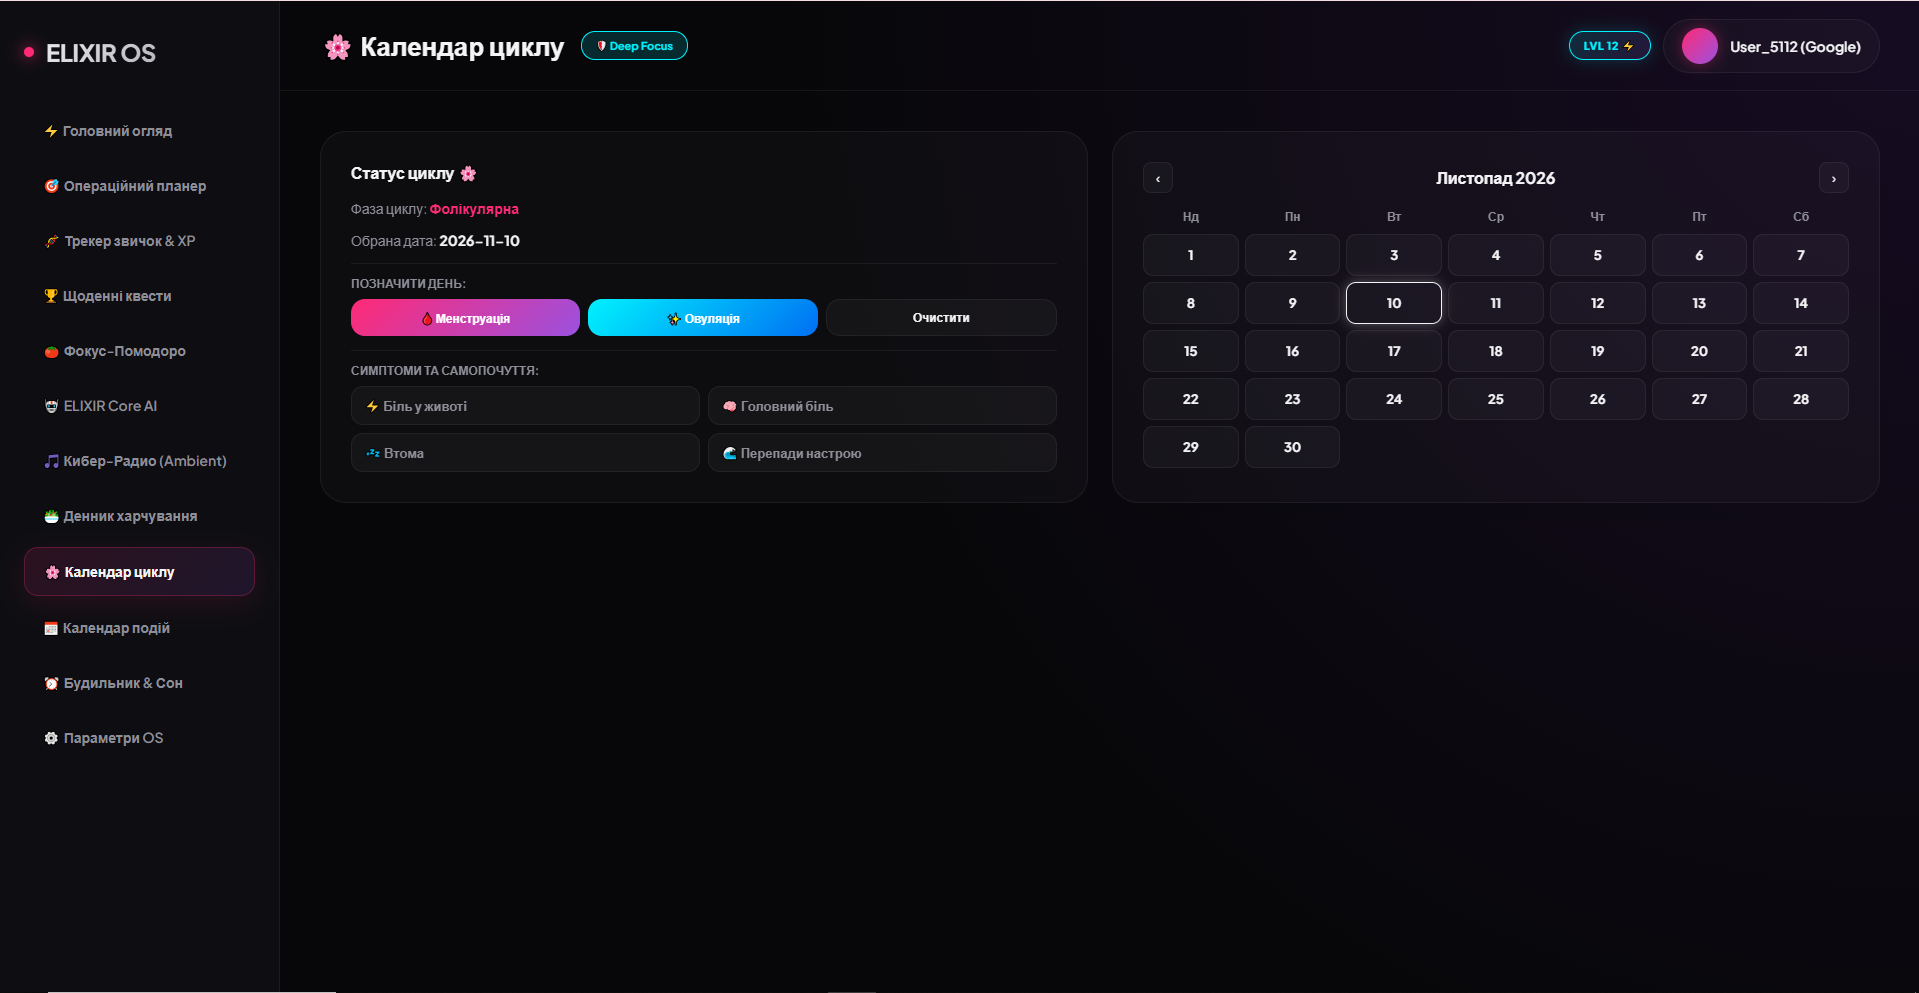 ELIXIR OS
⚡ Головний огляд
🎯 Операційний планер
🧨 Трекер звичок & XP
🏆 Щоденні квести
🍅 Фокус-Помодоро
🤖 ELIXIR Core AI
🎵 Кибер-Радио (Ambient)
🥗 Денник харчування
🌸 Календар циклу
📅 Календар подій
⏰ Будильник & Сон
⚙️ Параметри OS
🌸 Календар циклу
🛡️ Deep Focus
LVL 12 ⚡
User_5112 (Google)
Статус циклу 🌸
Фаза циклу: Фолікулярна
Обрана дата: 2026-11-10
ПОЗНАЧИТИ ДЕНЬ:
🩸 Менструація
✨ Овуляція
Очистити
СИМПТОМИ ТА САМОПОЧУТТЯ:
⚡ Біль у животі
🧠 Головний біль
💤 Втома
🌊 Перепади настрою
‹ Листопад 2026 ›
Нд Пн Вт Ср Чт Пт Сб
1 2 3 4 5 6 7
8 9 10 11 12 13 14
15 16 17 18 19 20 21
22 23 24 25 26 27 28
29 30